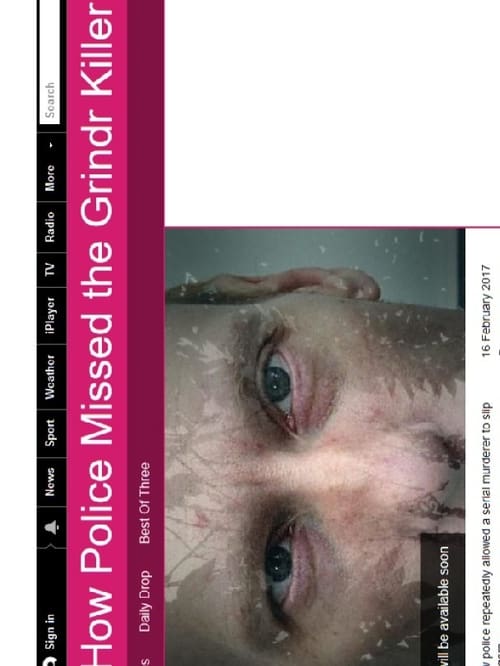 Sign in News Sport Weather iPlayer TV Radio More Search
How Police Missed the Grindr Killer
Daily Drop Best Of Three
will be available soon
16 February 2017
police repeatedly allowed a serial murderer to slip